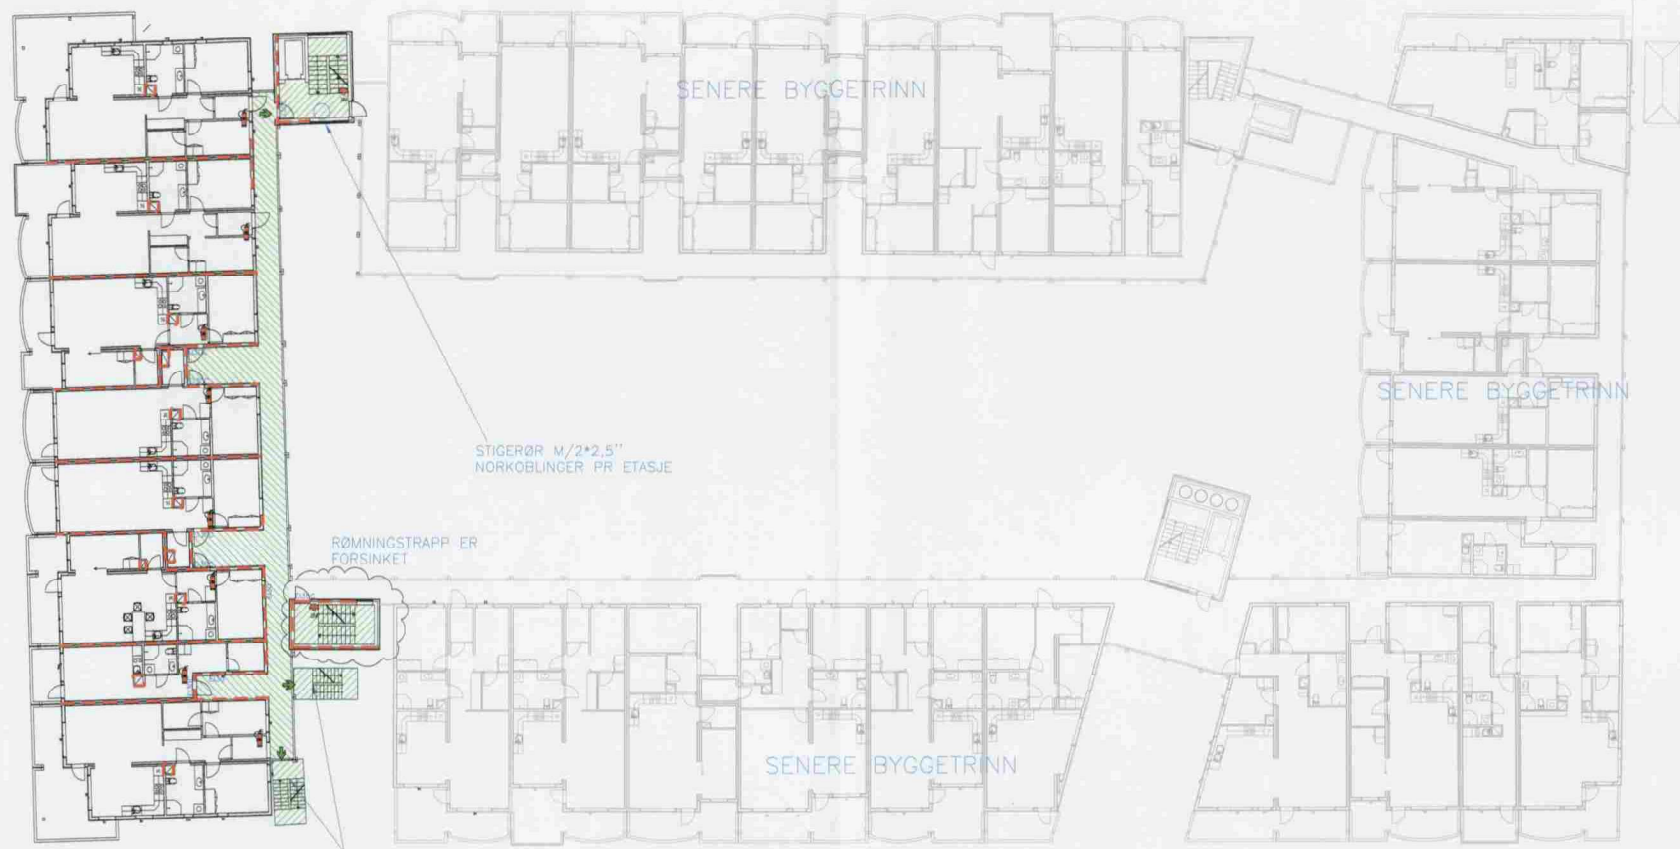 SENERE BYGGETRINN
SENERE BYGGETRINN
STIGERØR M/2*2,5''
NORKOBLINGER PR ETASJE
RØMNINGSTRAPP ER
FORSINKET
SENERE BYGGETRINN